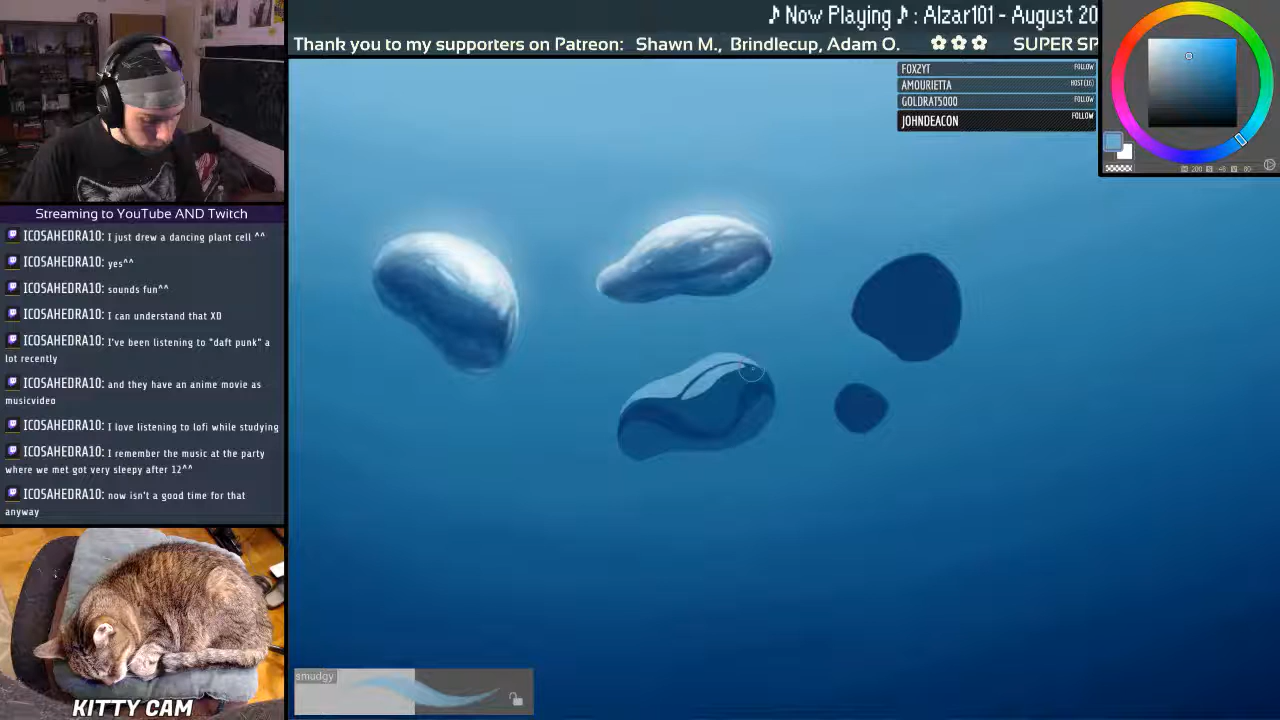 ♪ Now Playing ♪ : Alzar101 - August 20
Thank you to my supporters on Patreon: Shawn M., Brindlecup, Adam O. ✿ ✿ ✿ SUPER SP
FOXZYT FOLLOW
AMOURIETTA HOST (16)
GOLDRAT5000 FOLLOW
JOHNDEACON FOLLOW
Streaming to YouTube AND Twitch
ICOSAHEDRA10: I just drew a dancing plant cell ^^
ICOSAHEDRA10: yes^^
ICOSAHEDRA10: sounds fun^^
ICOSAHEDRA10: I can understand that XD
ICOSAHEDRA10: I've been listening to "daft punk" a
lot recently
ICOSAHEDRA10: and they have an anime movie as
musicvideo
ICOSAHEDRA10: I love listening to lofi while studying
ICOSAHEDRA10: I remember the music at the party
where we met got very sleepy after 12^^
ICOSAHEDRA10: now isn't a good time for that
anyway
KITTY CAM
smudgy